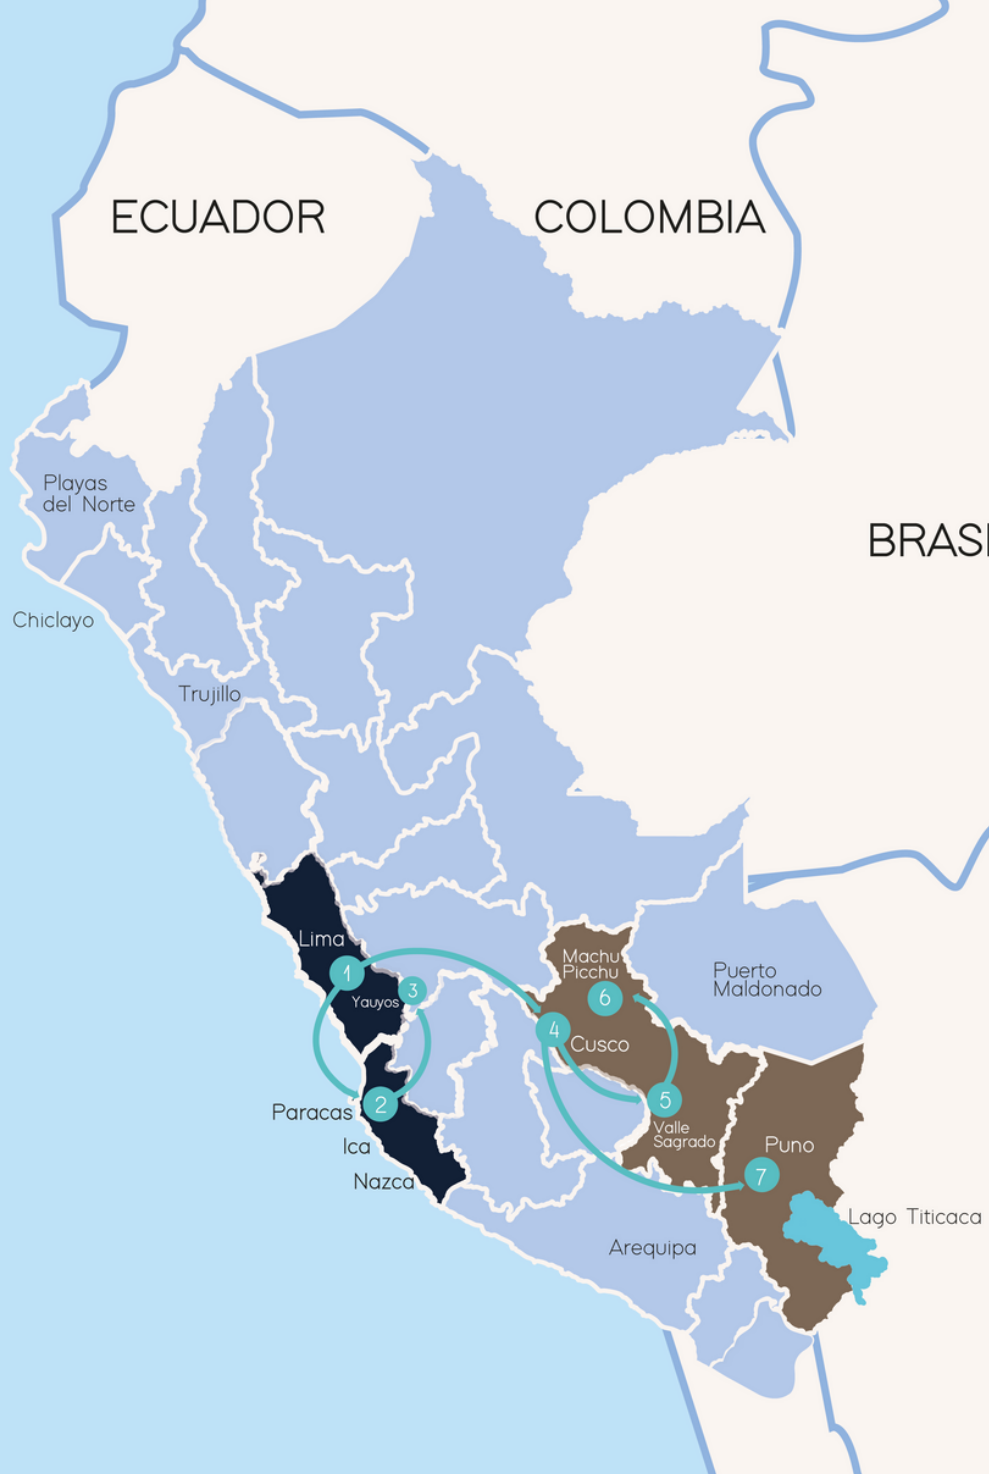 ECUADOR
COLOMBIA
Playas
del Norte
BRASI
Chiclayo
Trujillo
Lima
1
Yauyos
3
Machu
Picchu
6
Puerto
Maldonado
4
Cusco
2
Paracas
Ica
Nazca
5
Valle
Sagrado
Puno
7
Lago Titicaca
Arequipa